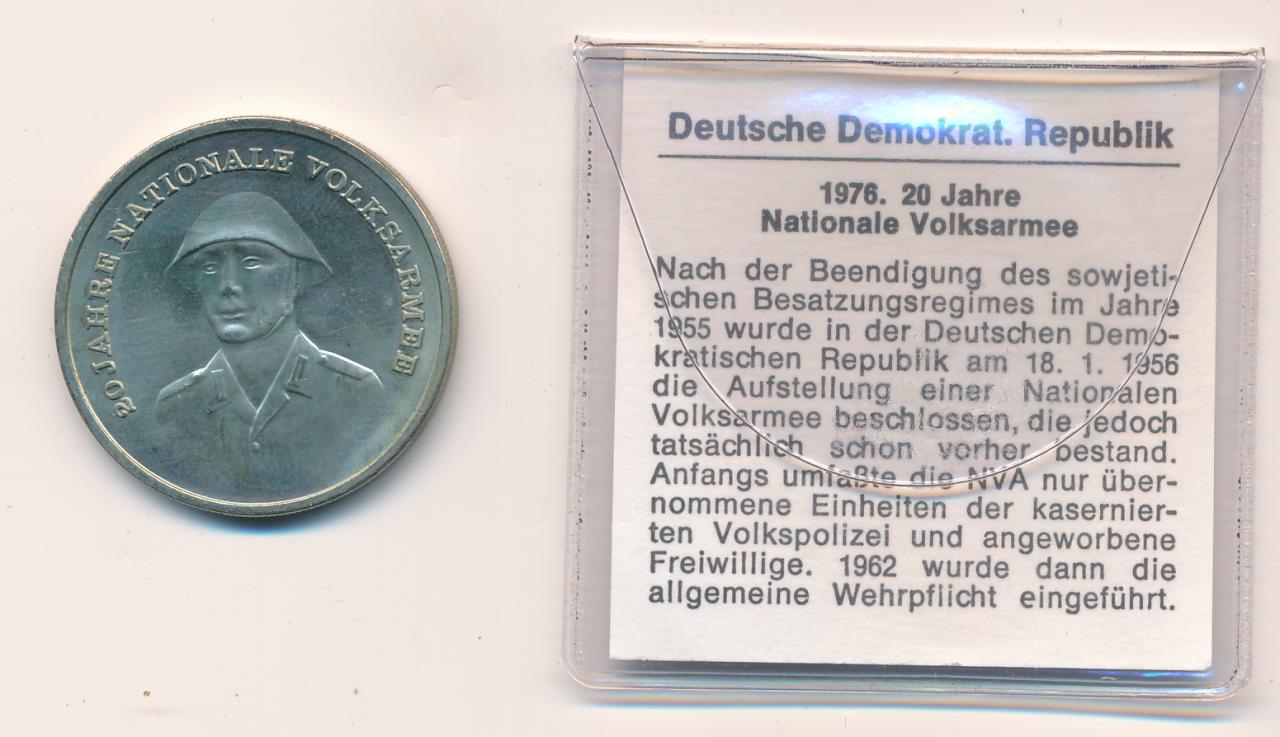 20 JAHRE NATIONALE VOLKSARMEE
Deutsche Demokrat. Republik
1976. 20 Jahre
Nationale Volksarmee
Nach der Beendigung des sowjeti-
schen Besatzungsregimes im Jahre
1955 wurde in der Deutschen Demo-
kratischen Republik am 18. 1. 1956
die Aufstellung einer Nationalen
Volksarmee beschlossen, die jedoch
tatsächlich schon vorher bestand.
Anfangs umfaßte die NVA nur über-
nommene Einheiten der kasernier-
ten Volkspolizei und angeworbene
Freiwillige. 1962 wurde dann die
allgemeine Wehrpflicht eingeführt.